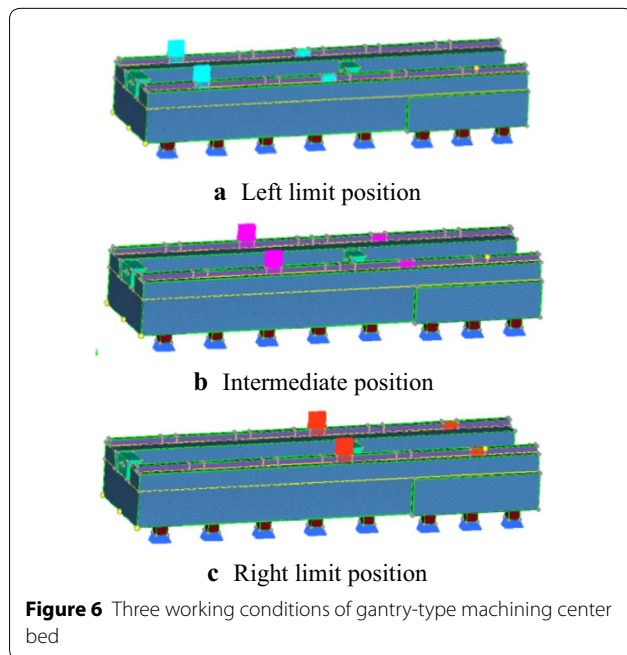 a Left limit position
b Intermediate position
c Right limit position
Figure 6 Three working conditions of gantry-type machining center
bed